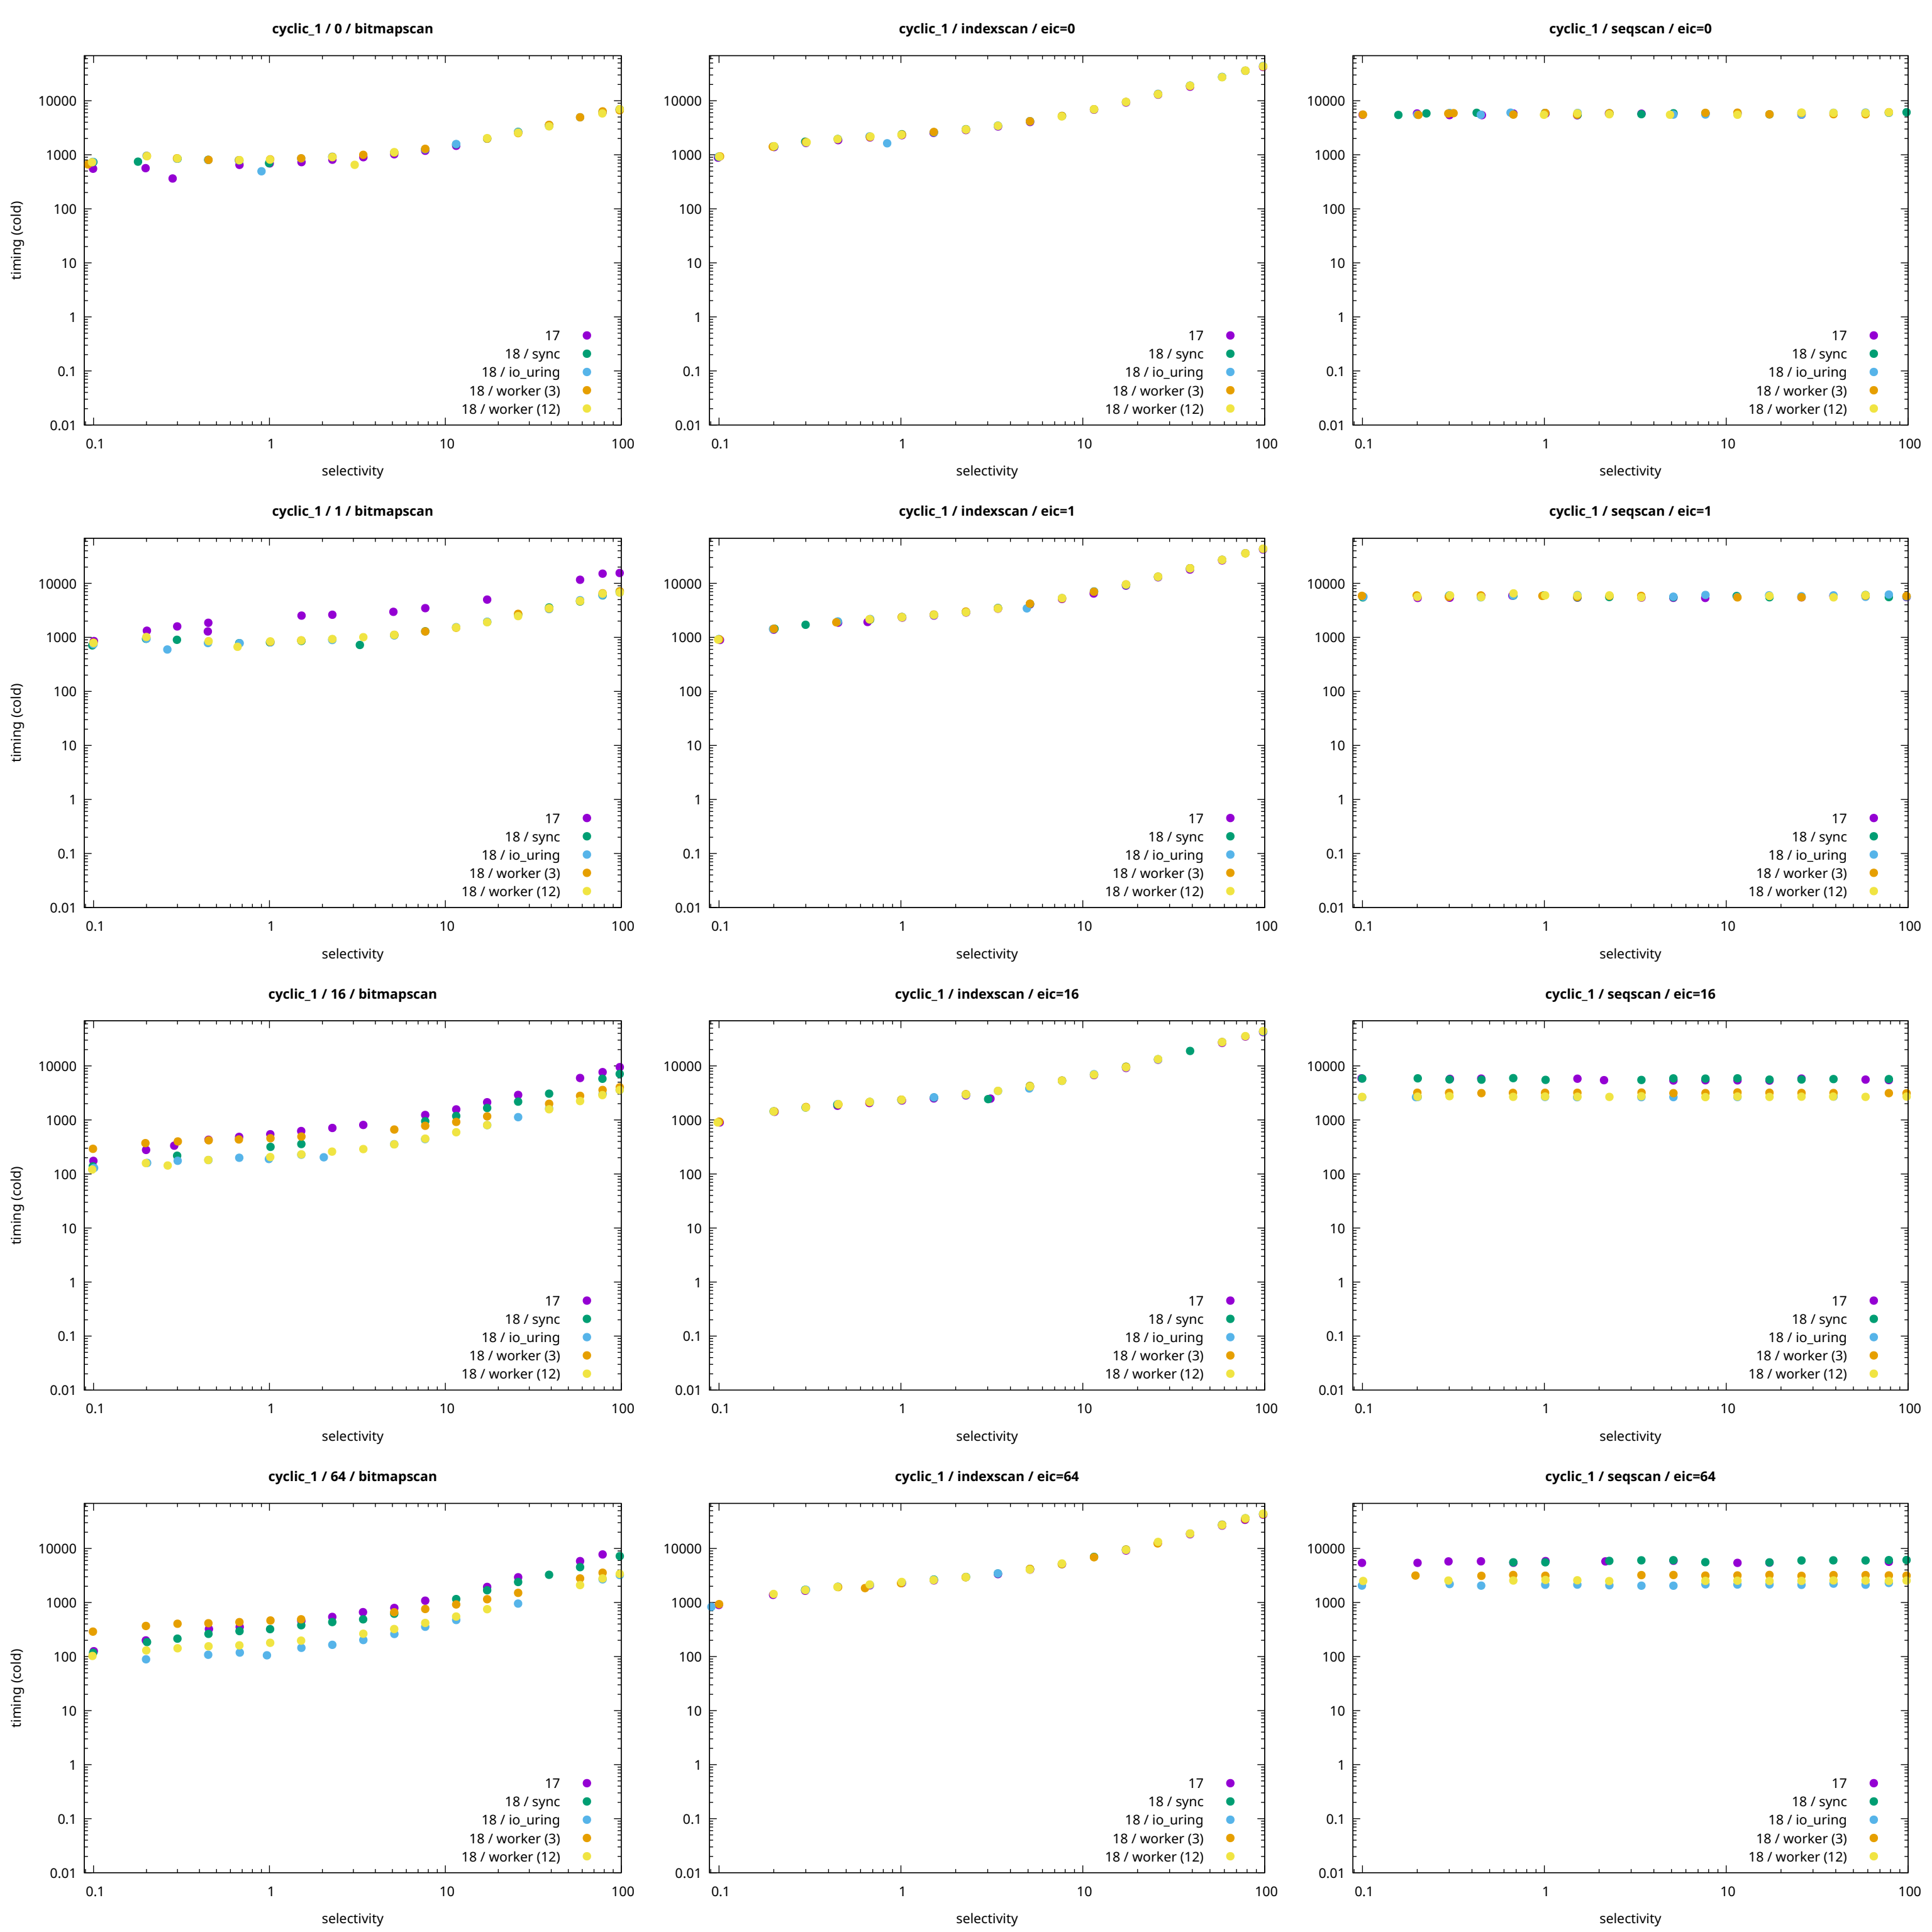 cyclic_1 / 0 / bitmapscan
timing (cold)
10000
1000
100
10
1
0.1
0.01
17
18 / sync
18 / io_uring
18 / worker (3)
18 / worker (12)
0.1 1 10 100
selectivity
cyclic_1 / indexscan / eic=0
10000
1000
100
10
1
0.1
0.01
17
18 / sync
18 / io_uring
18 / worker (3)
18 / worker (12)
0.1 1 10 100
selectivity
cyclic_1 / seqscan / eic=0
10000
1000
100
10
1
0.1
0.01
17
18 / sync
18 / io_uring
18 / worker (3)
18 / worker (12)
0.1 1 10 100
selectivity
cyclic_1 / 1 / bitmapscan
timing (cold)
10000
1000
100
10
1
0.1
0.01
17
18 / sync
18 / io_uring
18 / worker (3)
18 / worker (12)
0.1 1 10 100
selectivity
cyclic_1 / indexscan / eic=1
10000
1000
100
10
1
0.1
0.01
17
18 / sync
18 / io_uring
18 / worker (3)
18 / worker (12)
0.1 1 10 100
selectivity
cyclic_1 / seqscan / eic=1
10000
1000
100
10
1
0.1
0.01
17
18 / sync
18 / io_uring
18 / worker (3)
18 / worker (12)
0.1 1 10 100
selectivity
cyclic_1 / 16 / bitmapscan
timing (cold)
10000
1000
100
10
1
0.1
0.01
17
18 / sync
18 / io_uring
18 / worker (3)
18 / worker (12)
0.1 1 10 100
selectivity
cyclic_1 / indexscan / eic=16
10000
1000
100
10
1
0.1
0.01
17
18 / sync
18 / io_uring
18 / worker (3)
18 / worker (12)
0.1 1 10 100
selectivity
cyclic_1 / seqscan / eic=16
10000
1000
100
10
1
0.1
0.01
17
18 / sync
18 / io_uring
18 / worker (3)
18 / worker (12)
0.1 1 10 100
selectivity
cyclic_1 / 64 / bitmapscan
timing (cold)
10000
1000
100
10
1
0.1
0.01
17
18 / sync
18 / io_uring
18 / worker (3)
18 / worker (12)
0.1 1 10 100
selectivity
cyclic_1 / indexscan / eic=64
10000
1000
100
10
1
0.1
0.01
17
18 / sync
18 / io_uring
18 / worker (3)
18 / worker (12)
0.1 1 10 100
selectivity
cyclic_1 / seqscan / eic=64
10000
1000
100
10
1
0.1
0.01
17
18 / sync
18 / io_uring
18 / worker (3)
18 / worker (12)
0.1 1 10 100
selectivity